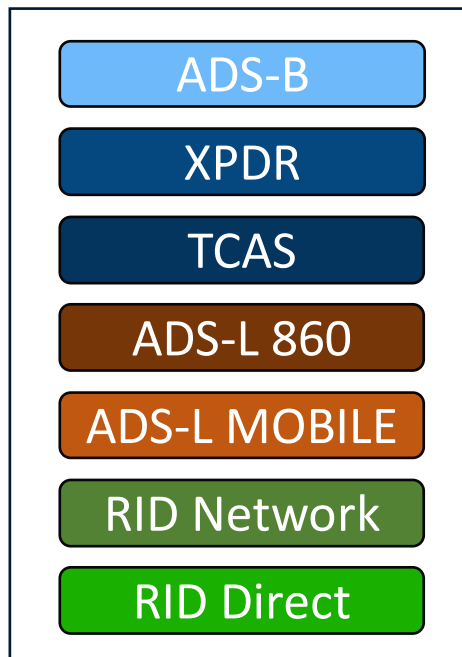 ADS-B
XPDR
TCAS
ADS-L 860
ADS-L MOBILE
RID Network
RID Direct